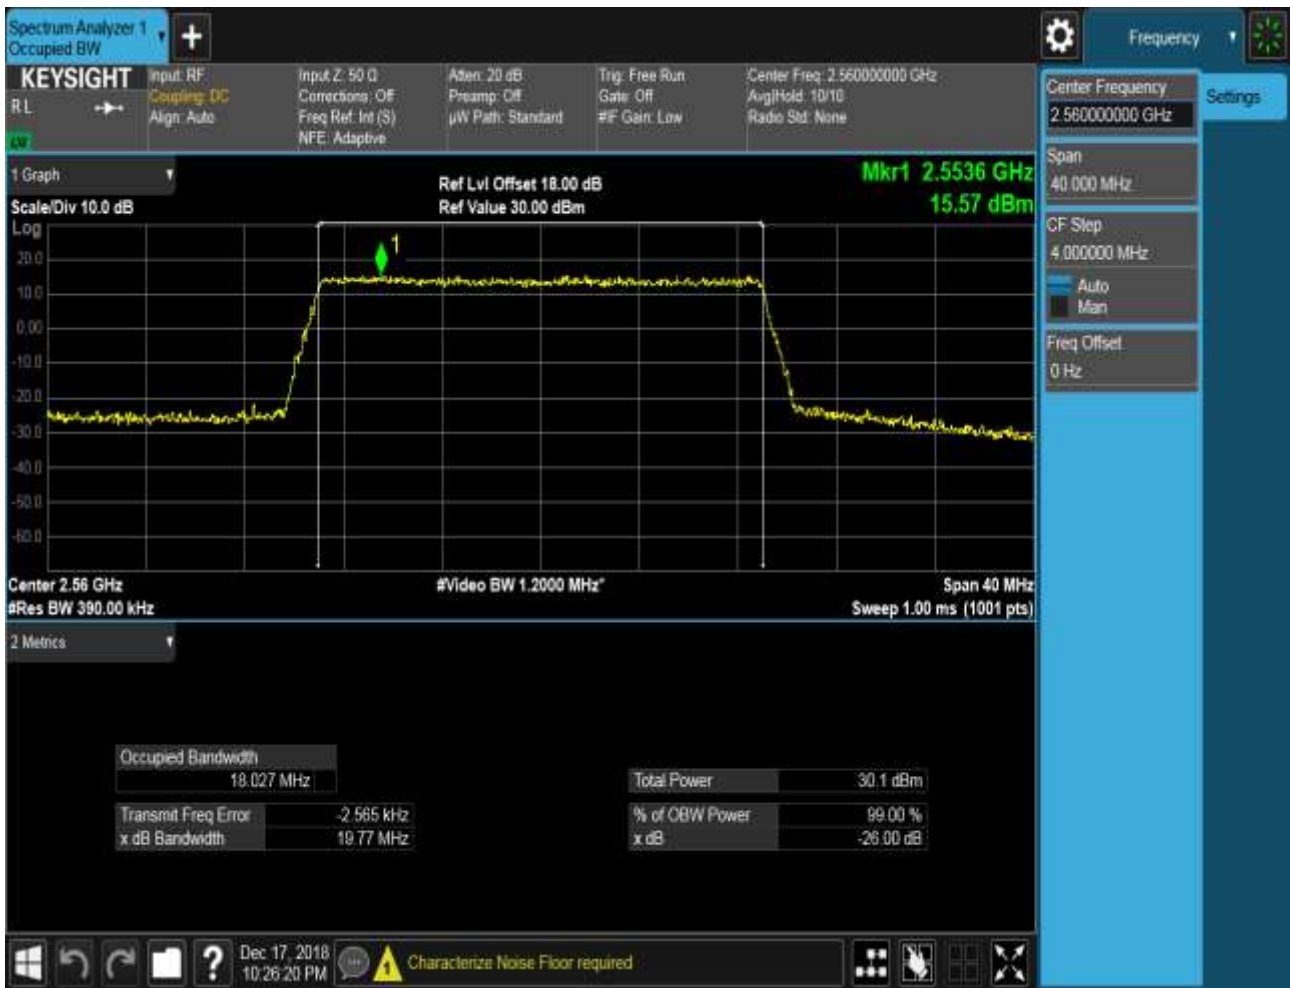 Spectrum Analyzer 1
Occupied BW
Frequency
KEYSIGHT
R L
Input: RF
Coupling: DC
Align: Auto
Input Z: 50 Ω
Corrections: Off
Freq Ref: Int (S)
NFE: Adaptive
Atten: 20 dB
Preamp: Off
µW Path: Standard
Trig: Free Run
Gate: Off
#IF Gain: Low
Center Freq: 2.560000000 GHz
Avg|Hold: 10/10
Radio Std: None
Center Frequency
2.560000000 GHz
Settings
Span
40.000 MHz
CF Step
4.000000 MHz
Auto
Man
Freq Offset
0 Hz
1 Graph
Scale/Div 10.0 dB
Ref Lvl Offset 18.00 dB
Ref Value 30.00 dBm
Mkr1 2.5536 GHz
15.57 dBm
Log
1
20.0
10.0
0.00
-10.0
-20.0
-30.0
-40.0
-50.0
-60.0
Center 2.56 GHz
#Video BW 1.2000 MHz*
Span 40 MHz
#Res BW 390.00 kHz
Sweep 1.00 ms (1001 pts)
2 Metrics
Occupied Bandwidth
18.027 MHz
Total Power 30.1 dBm
Transmit Freq Error -2.565 kHz
% of OBW Power 99.00 %
x dB Bandwidth 19.77 MHz
x dB -26.00 dB
?
Dec 17, 2018
10:26:20 PM
1
Characterize Noise Floor required